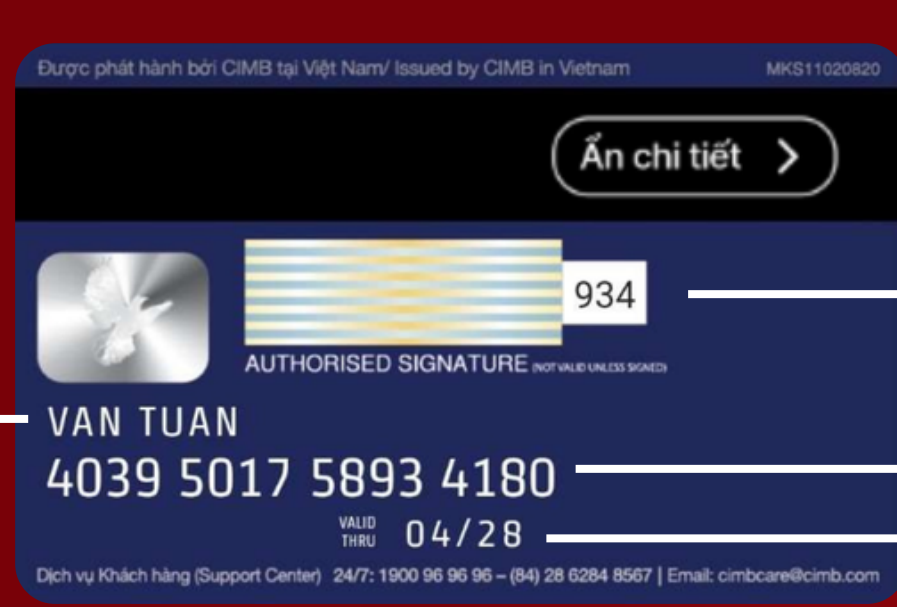 Được phát hành bởi CIMB tại Việt Nam/ Issued by CIMB in Vietnam MKS11020820
Ẩn chi tiết
934
AUTHORISED SIGNATURE (NOT VALID UNLESS SIGNED)
VAN TUAN
4039 5017 5893 4180
VALID THRU 04/28
Dịch vụ Khách hàng (Support Center) 24/7: 1900 96 96 96 – (84) 28 6284 8567 | Email: cimbcare@cimb.com